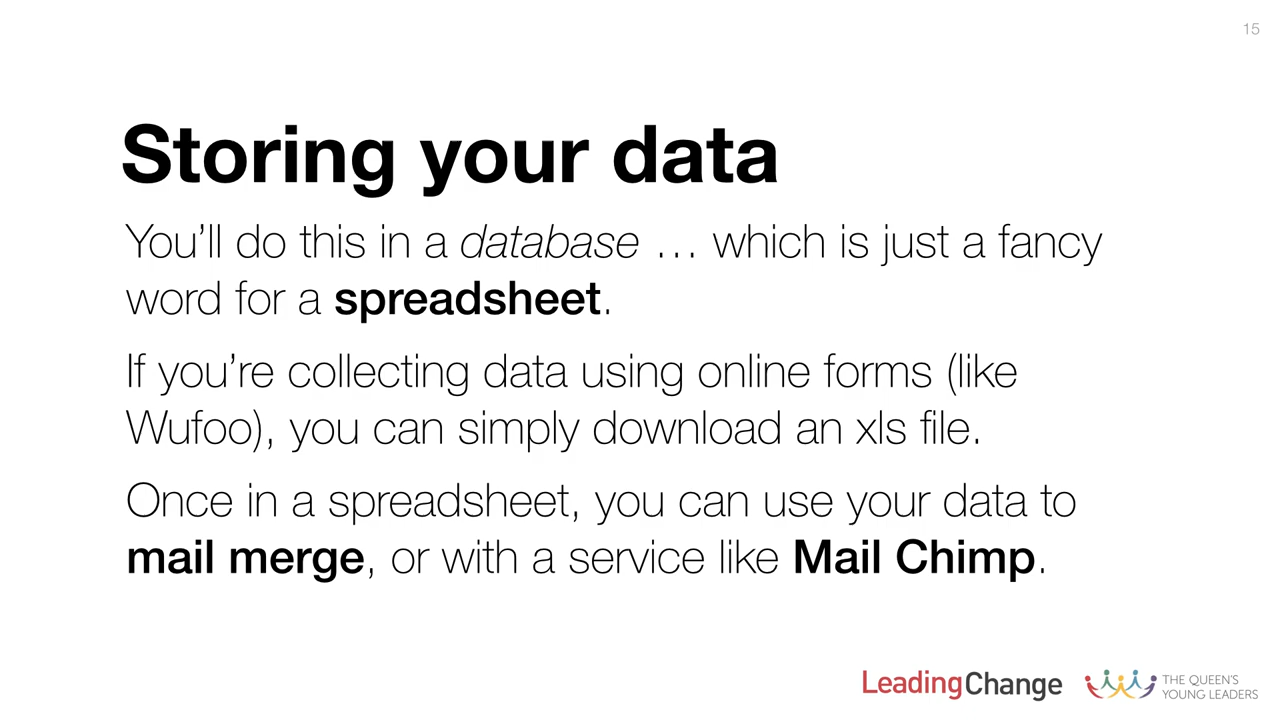 15
Storing your data
You’ll do this in a database … which is just a fancy
word for a spreadsheet.
If you’re collecting data using online forms (like
Wufoo), you can simply download an xls file.
Once in a spreadsheet, you can use your data to
mail merge, or with a service like Mail Chimp.
LeadingChange
THE QUEEN'S
YOUNG LEADERS